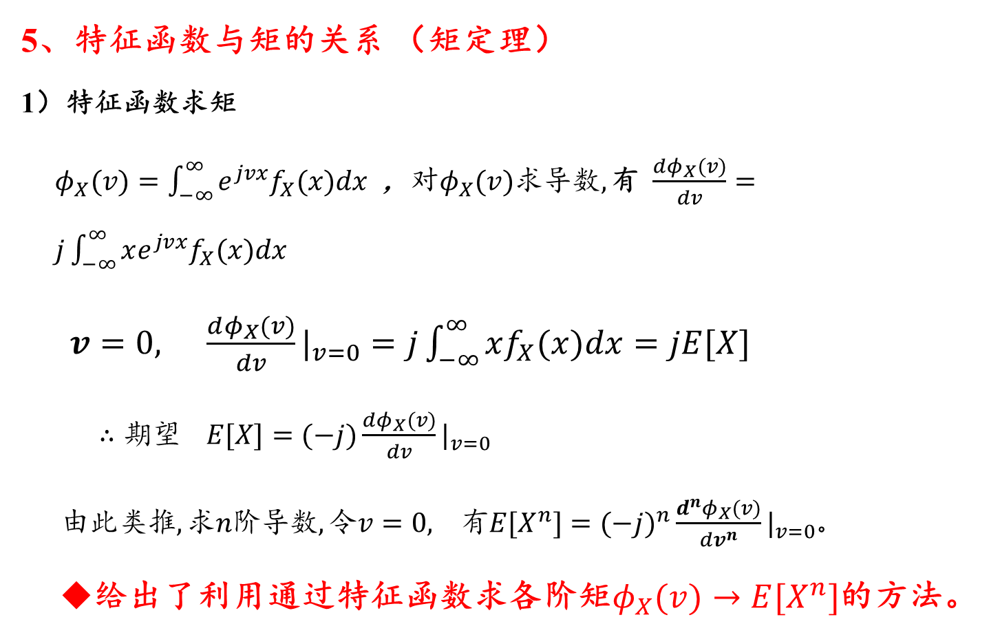 5、特征函数与矩的关系（矩定理）
1）特征函数求矩
$\phi_X(v) = \int_{-\infty}^{\infty} e^{jvx} f_X(x)dx$ ，对$\phi_X(v)$求导数,有 $\frac{d\phi_X(v)}{dv} =$
$j\int_{-\infty}^{\infty} xe^{jvx} f_X(x)dx$
$\boldsymbol{v} = 0, \quad \frac{d\phi_X(v)}{dv}|_{v=0} = j\int_{-\infty}^{\infty} xf_X(x)dx = jE[X]$
∴ 期望 $E[X] = (-j)\frac{d\phi_X(v)}{dv}|_{v=0}$
由此类推,求$n$阶导数,令$v = 0$, 有$E[X^n] = (-j)^n \frac{\boldsymbol{d^n}\phi_X(v)}{d\boldsymbol{v^n}}|_{v=0}$。
◆给出了利用通过特征函数求各阶矩$\phi_X(v) \to E[X^n]$的方法。